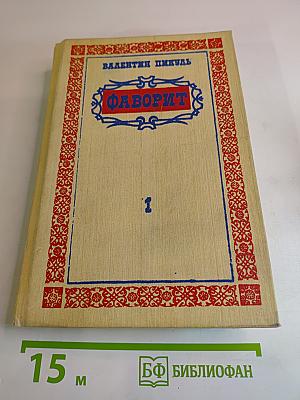 ВАЛЕНТИН ПИКУЛЬ
ФАВОРИТ
1
15 м
БФ БИБЛИОФАН